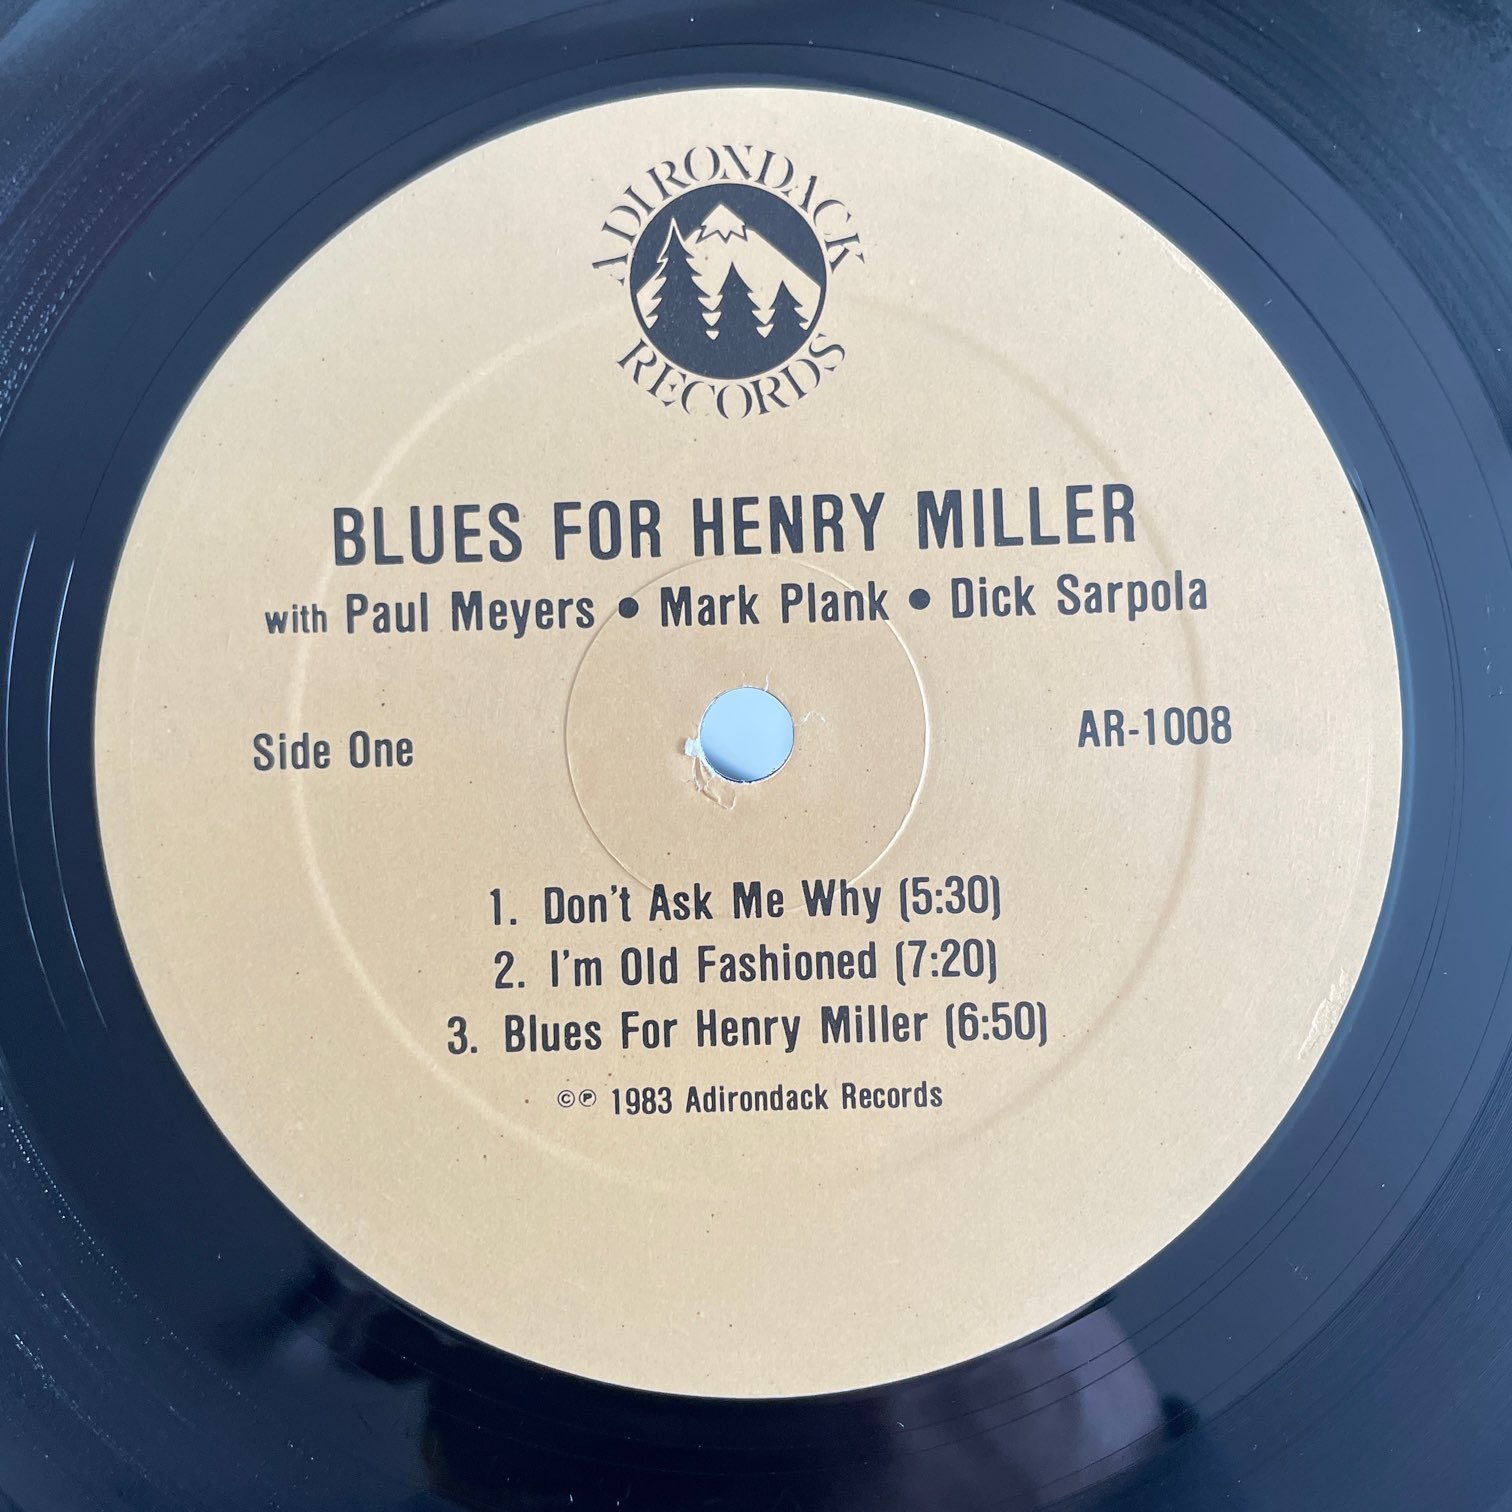 ADIRONDACK
RECORDS
BLUES FOR HENRY MILLER
with Paul Meyers • Mark Plank • Dick Sarpola
Side One
AR-1008
1. Don't Ask Me Why (5:30)
2. I'm Old Fashioned (7:20)
3. Blues For Henry Miller (6:50)
©℗ 1983 Adirondack Records